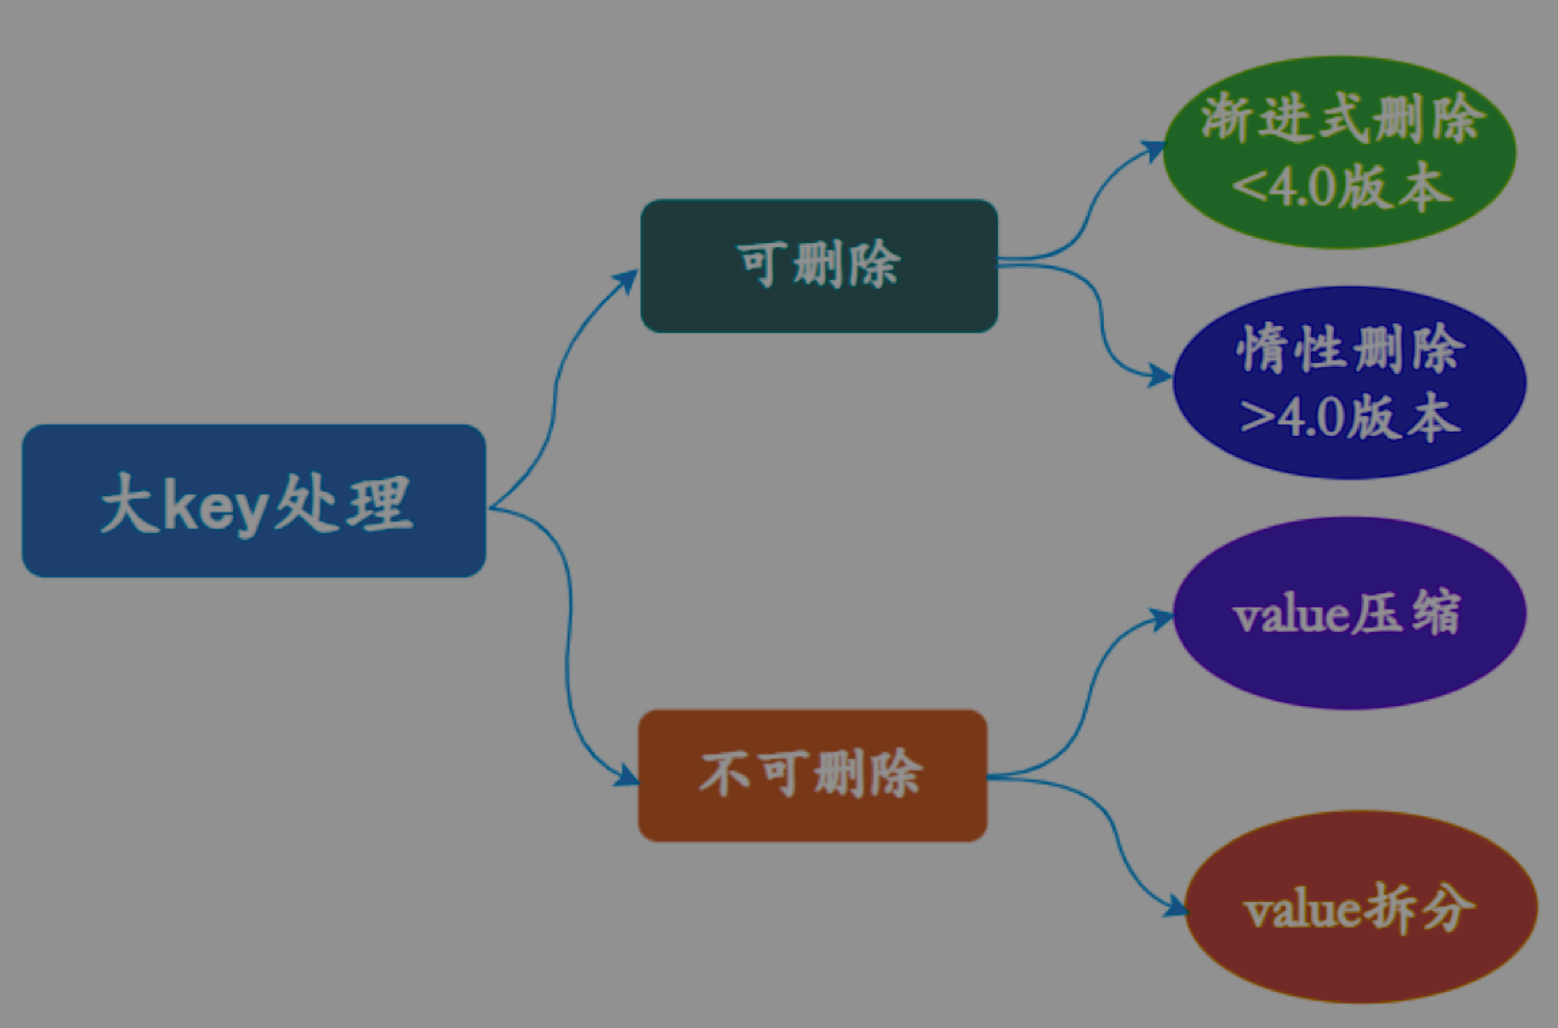 大key处理
可删除
渐进式删除
<4.0版本
惰性删除
>4.0版本
不可删除
value压缩
value拆分